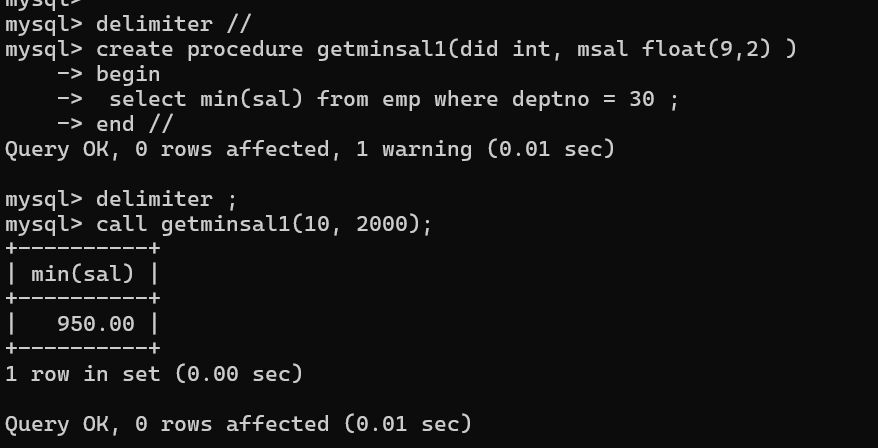 mysql>
mysql> delimiter //
mysql> create procedure getminsal1(did int, msal float(9,2) )
    -> begin
    ->  select min(sal) from emp where deptno = 30 ;
    -> end //
Query OK, 0 rows affected, 1 warning (0.01 sec)

mysql> delimiter ;
mysql> call getminsal1(10, 2000);
+----------+
| min(sal) |
+----------+
|   950.00 |
+----------+
1 row in set (0.00 sec)

Query OK, 0 rows affected (0.01 sec)